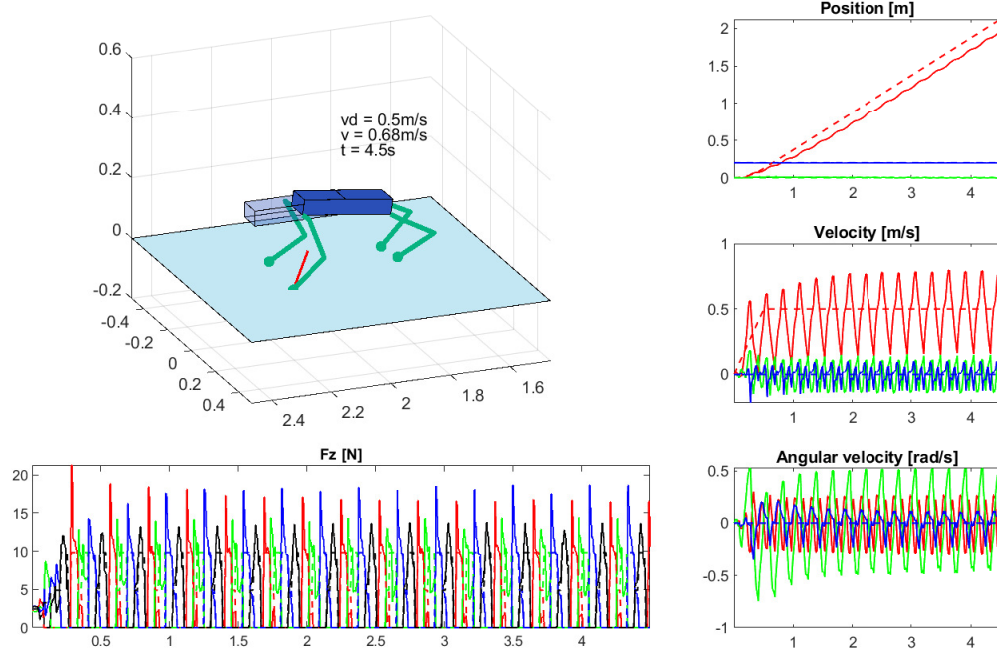 0.6
0.4
0.2
0
-0.2
-0.4
-0.2
0
0.2
0.4
2.4
2.2
2
1.8
1.6
vd = 0.5m/s
v = 0.68m/s
t = 4.5s
Position [m]
2
1.5
1
0.5
0
1 2 3 4
Velocity [m/s]
1
0.5
0
1 2 3 4
Fz [N]
20
15
10
5
0
0.5 1 1.5 2 2.5 3 3.5 4
Angular velocity [rad/s]
0.5
0
-0.5
-1
1 2 3 4